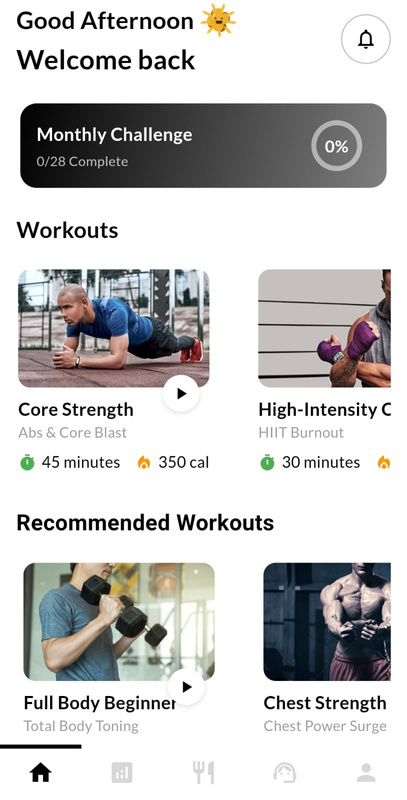 Good Afternoon
Welcome back
Monthly Challenge
0/28 Complete
0%
Workouts
Core Strength
Abs & Core Blast
45 minutes 350 cal
High-Intensity C
HIIT Burnout
30 minutes
Recommended Workouts
Full Body Beginner
Total Body Toning
Chest Strength
Chest Power Surge